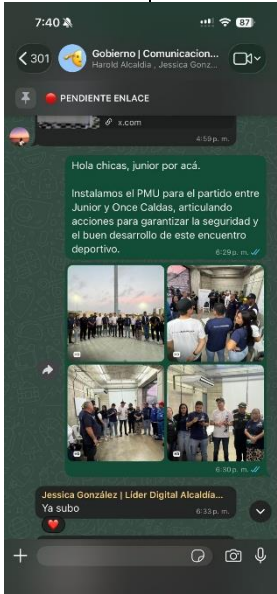 7:40
87
301
Gobierno | Comunicacion...
Harold Alcaldia , Jessica Gonz...
PENDIENTE ENLACE
x.com
4:59 p. m.
Hola chicas, junior por acá.
Instalamos el PMU para el partido entre
Junior y Once Caldas, articulando
acciones para garantizar la seguridad y
el buen desarrollo de este encuentro
deportivo.
6:29 p. m.
6:30 p. m.
Jessica González | Líder Digital Alcaldía...
Ya subo
6:33 p. m.